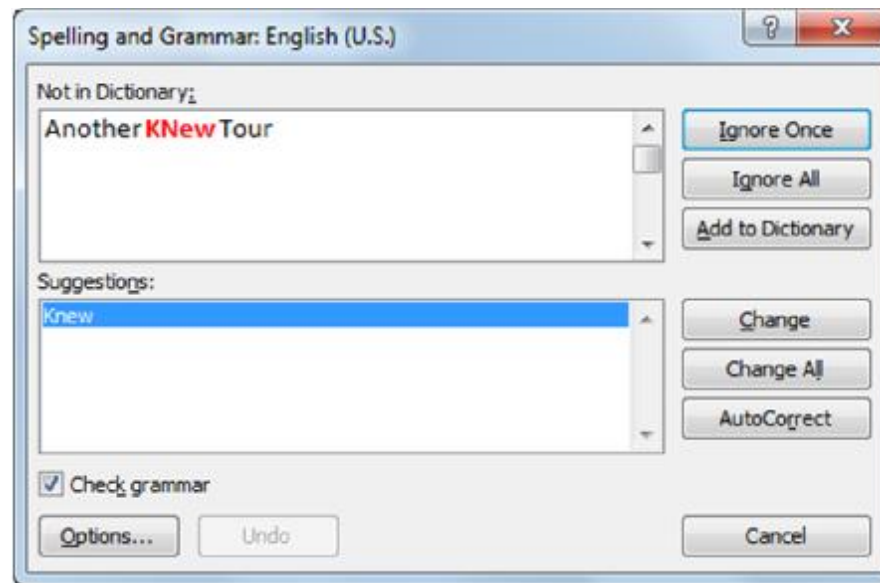 Spelling and Grammar: English (U.S.)
Not in Dictionary:
Another KNew Tour
Ignore Once
Ignore All
Add to Dictionary
Suggestions:
Knew
Change
Change All
AutoCorrect
Check grammar
Options...
Undo
Cancel